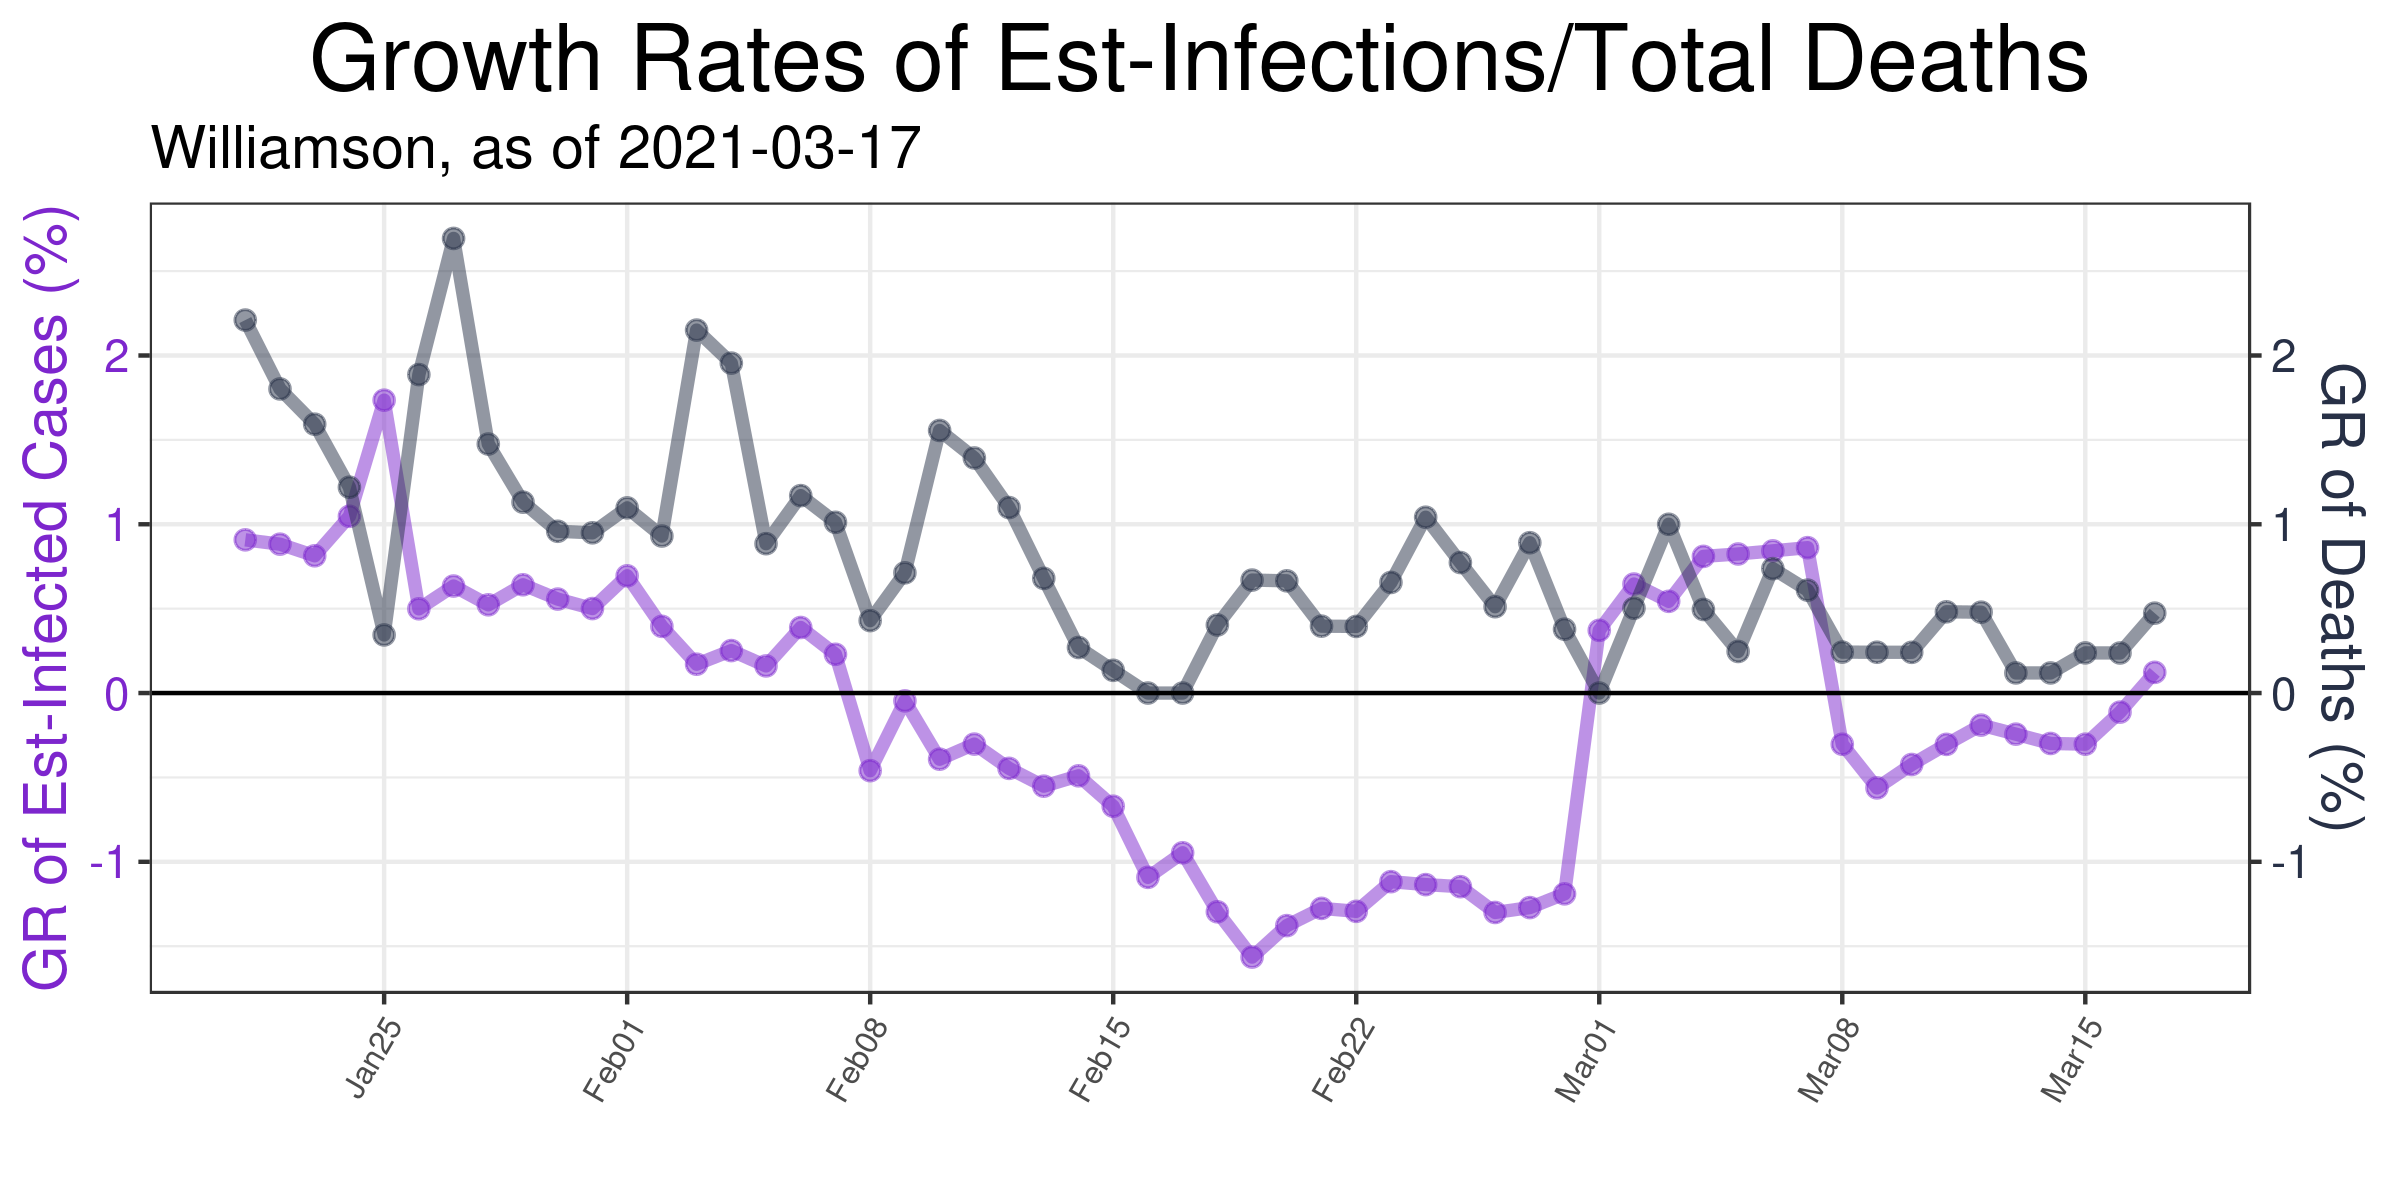 Growth Rates of Est-Infections/Total Deaths
Williamson, as of 2021-03-17
GR of Est-Infected Cases (%)
2
1
0
-1
2
1
0
-1
GR of Deaths (%)
Jan25
Feb01
Feb08
Feb15
Feb22
Mar01
Mar08
Mar15